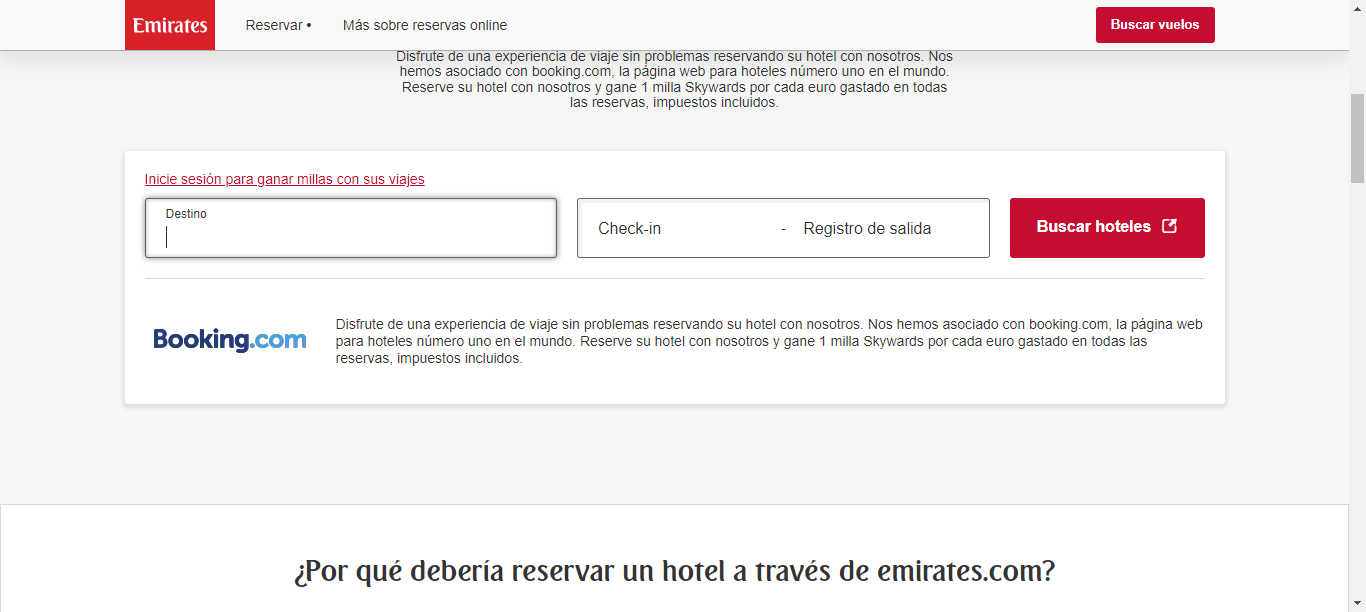 Emirates
Reservar •
Más sobre reservas online
Buscar vuelos
Disfrute de una experiencia de viaje sin problemas reservando su hotel con nosotros. Nos
hemos asociado con booking.com, la página web para hoteles número uno en el mundo.
Reserve su hotel con nosotros y gane 1 milla Skywards por cada euro gastado en todas
las reservas, impuestos incluidos.
Inicie sesión para ganar millas con sus viajes
Destino
Check-in - Registro de salida
Buscar hoteles
Booking.com
Disfrute de una experiencia de viaje sin problemas reservando su hotel con nosotros. Nos hemos asociado con booking.com, la página web
para hoteles número uno en el mundo. Reserve su hotel con nosotros y gane 1 milla Skywards por cada euro gastado en todas las
reservas, impuestos incluidos.
¿Por qué debería reservar un hotel a través de emirates.com?